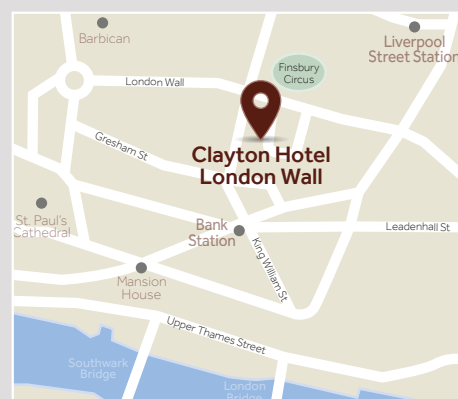 Barbican
Liverpool
Street Station
Finsbury
Circus
London Wall
Gresham St
Clayton Hotel
London Wall
St. Paul's
Cathedral
Bank
Station
Leadenhall St
King William St
Mansion
House
Upper Thames Street
Southwark
Bridge
London
Bridge